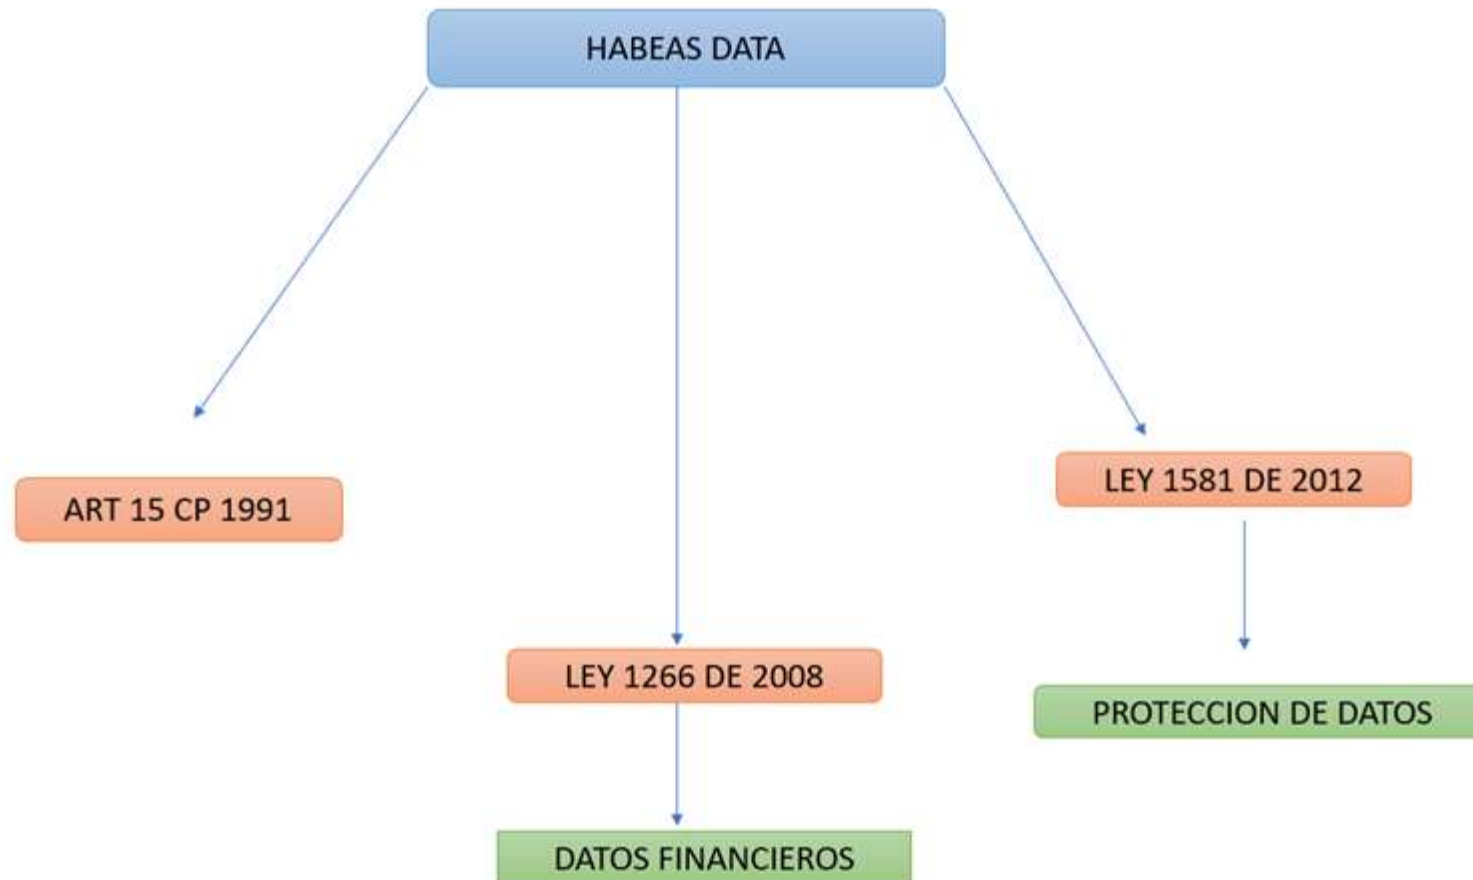 HABEAS DATA
ART 15 CP 1991
LEY 1266 DE 2008
DATOS FINANCIEROS
LEY 1581 DE 2012
PROTECCION DE DATOS